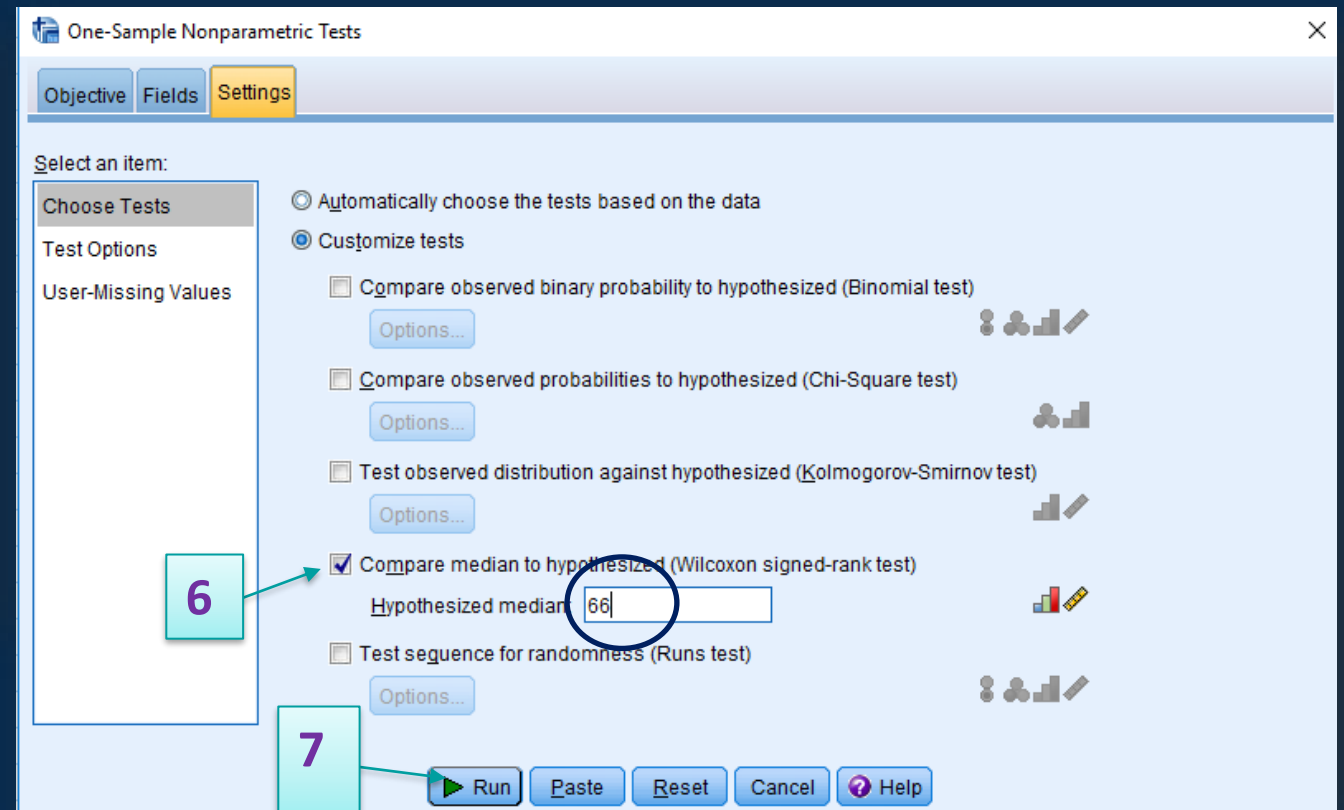 One-Sample Nonparametric Tests
Objective Fields Settings
Select an item:
Choose Tests
Test Options
User-Missing Values
Automatically choose the tests based on the data
Customize tests
Compare observed binary probability to hypothesized (Binomial test)
Options...
Compare observed probabilities to hypothesized (Chi-Square test)
Options...
Test observed distribution against hypothesized (Kolmogorov-Smirnov test)
Options...
6
Compare median to hypothesized (Wilcoxon signed-rank test)
Hypothesized median: 66
Test sequence for randomness (Runs test)
Options...
7
Run Paste Reset Cancel Help